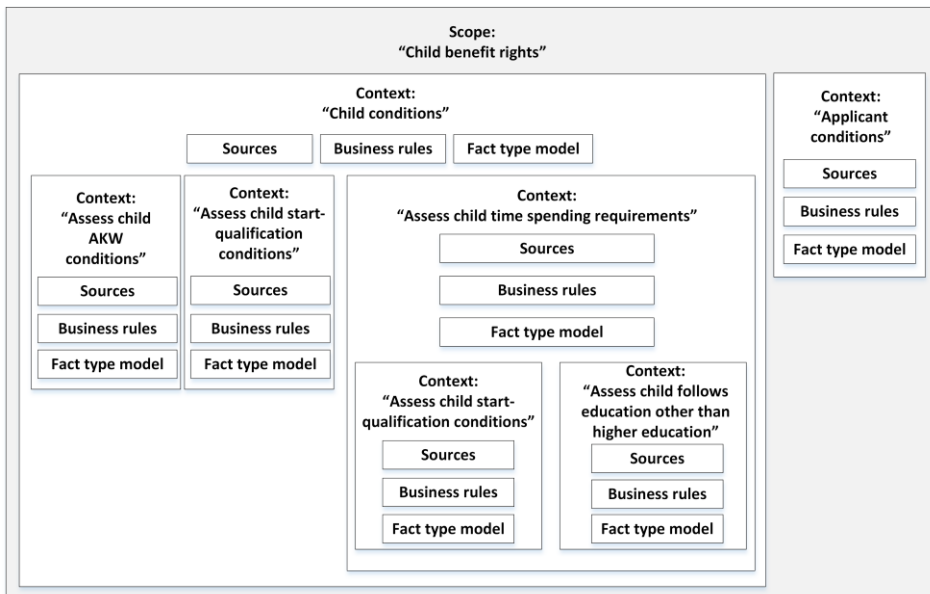 Scope:
“Child benefit rights”
Context:
“Child conditions”
Sources
Business rules
Fact type model
Context:
“Assess child
AKW
conditions”
Sources
Business rules
Fact type model
Context:
“Assess child start-
qualification
conditions”
Sources
Business rules
Fact type model
Context:
“Assess child time spending requirements”
Sources
Business rules
Fact type model
Context:
“Assess child start-
qualification conditions”
Sources
Business rules
Fact type model
Context:
“Assess child follows
education other than
higher education”
Sources
Business rules
Fact type model
Context:
“Applicant
conditions”
Sources
Business rules
Fact type model